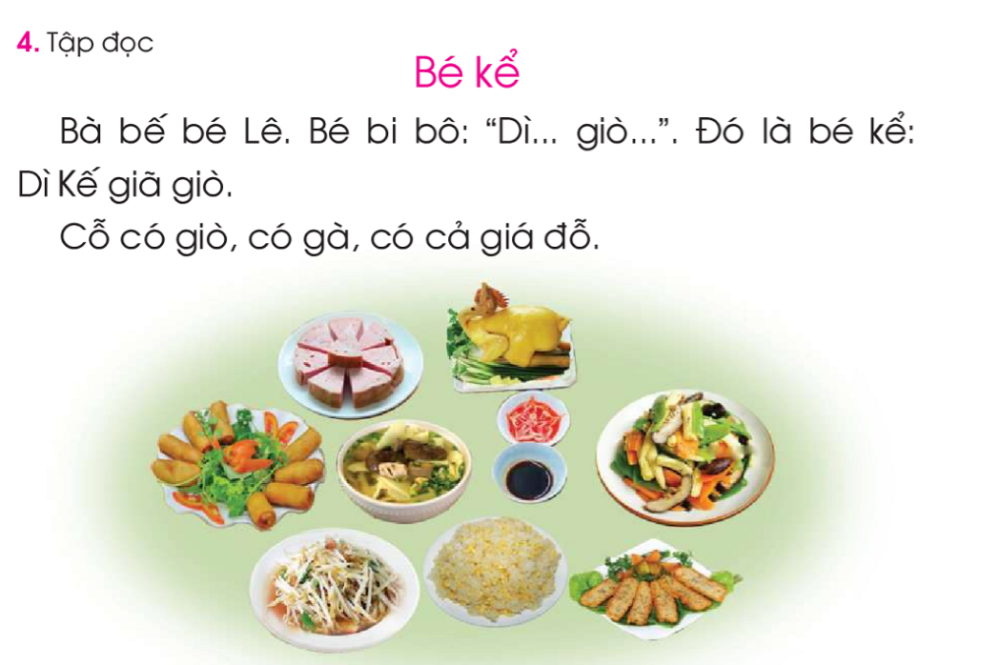 4. Tập đọc
Bé kể
Bà bế bé Lê. Bé bi bô: “Dì... giò...”. Đó là bé kể:
Dì Kế giã giò.
Cỗ có giò, có gà, có cả giá đỗ.